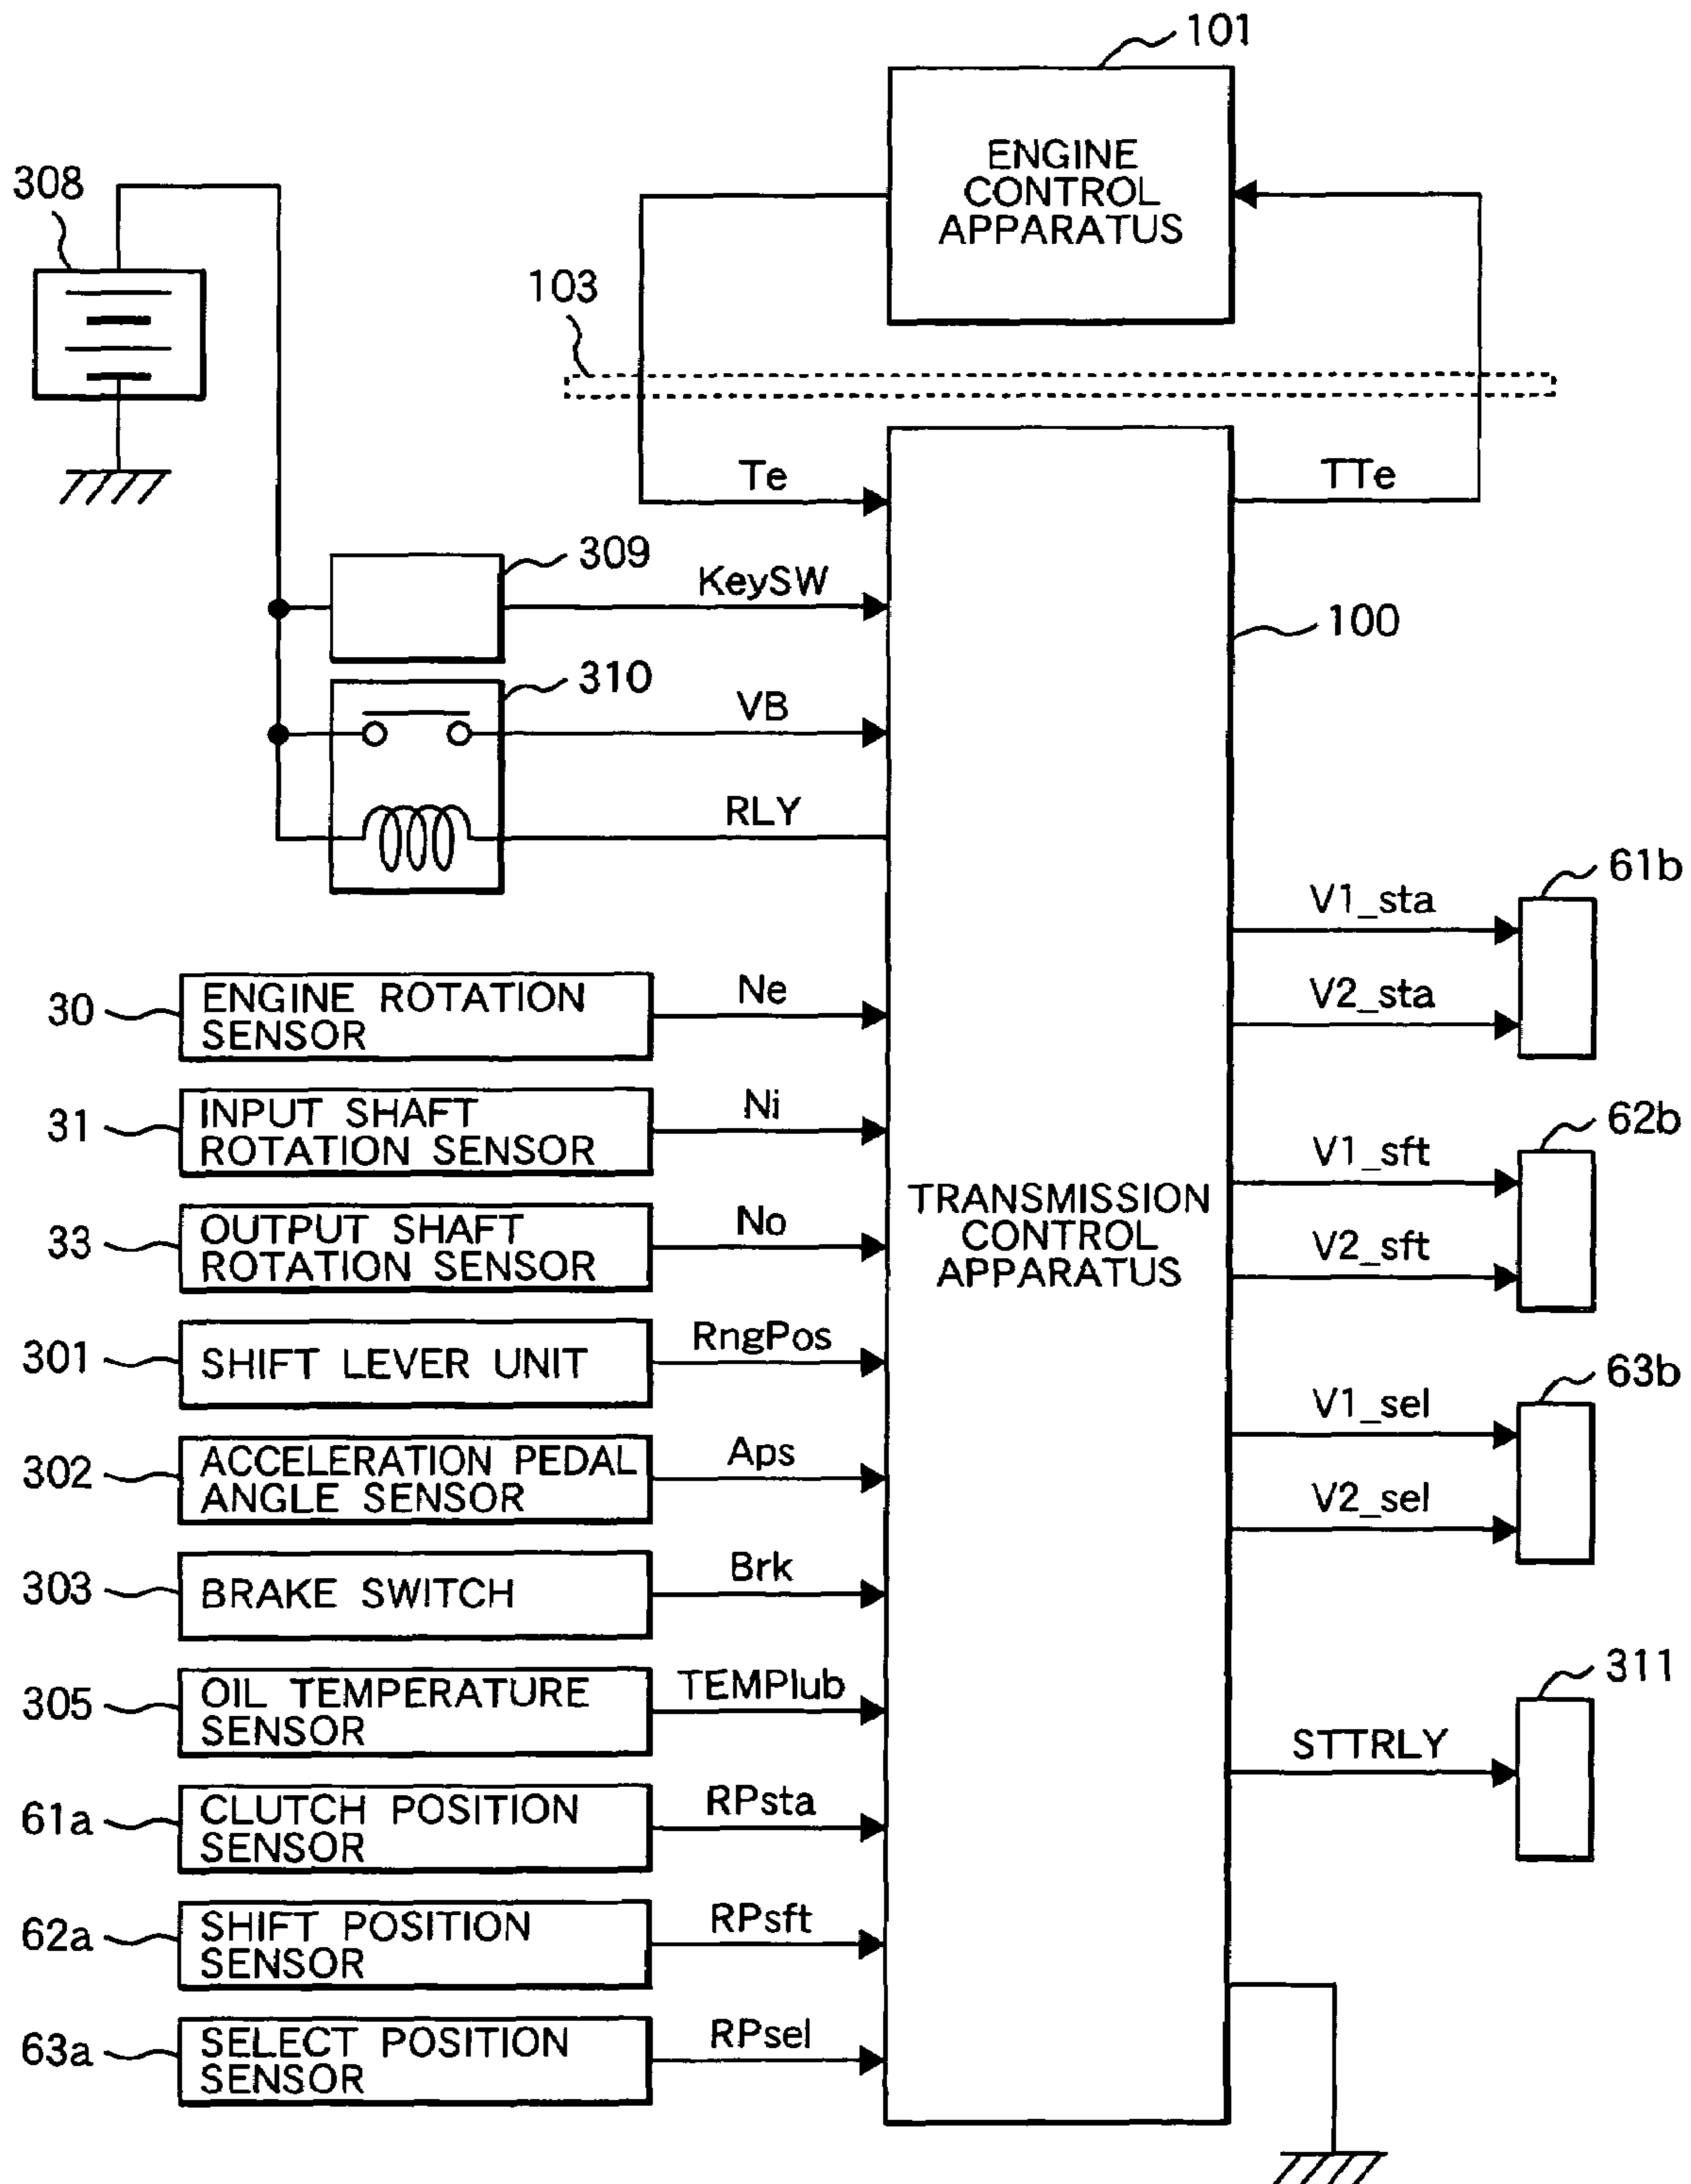 101
ENGINE
CONTROL
APPARATUS
308
103
Te
TTe
309
KeySW
100
310
VB
RLY
61b
V1_sta
V2_sta
30
ENGINE ROTATION
SENSOR
Ne
31
INPUT SHAFT
ROTATION SENSOR
Ni
62b
V1_sft
V2_sft
TRANSMISSION
CONTROL
APPARATUS
33
OUTPUT SHAFT
ROTATION SENSOR
No
301
SHIFT LEVER UNIT
RngPos
63b
V1_sel
V2_sel
302
ACCELERATION PEDAL
ANGLE SENSOR
Aps
303
BRAKE SWITCH
Brk
305
OIL TEMPERATURE
SENSOR
TEMPlub
311
STTRLY
61a
CLUTCH POSITION
SENSOR
RPsta
62a
SHIFT POSITION
SENSOR
RPsft
63a
SELECT POSITION
SENSOR
RPsel